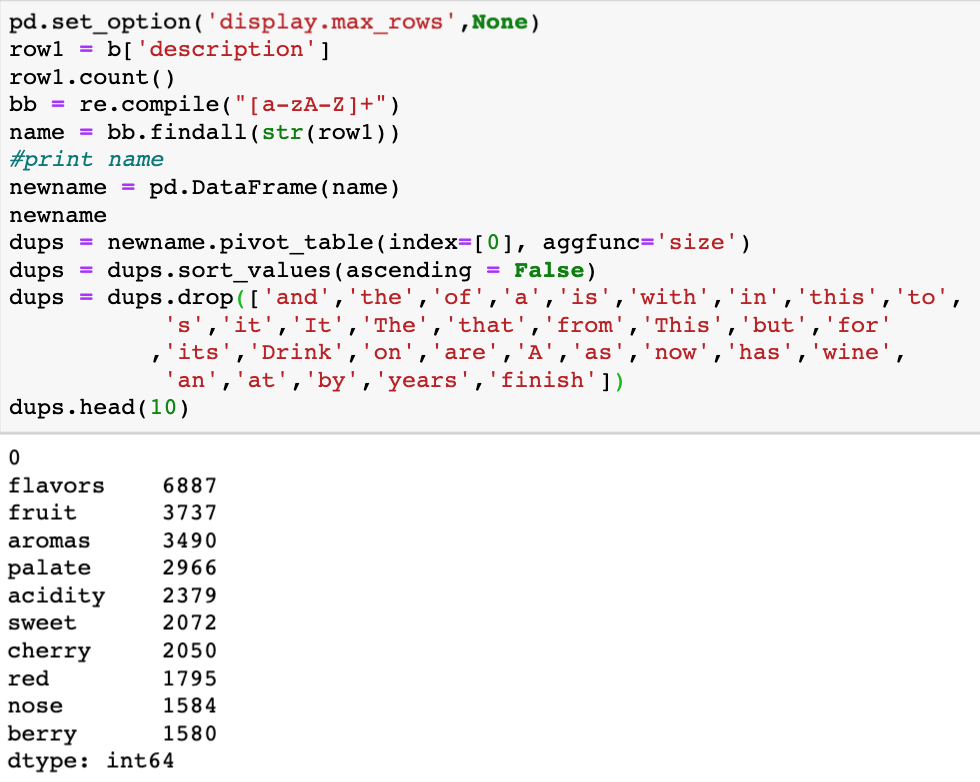 pd.set_option('display.max_rows',None)
row1 = b['description']
row1.count()
bb = re.compile("[a-zA-Z]+")
name = bb.findall(str(row1))
#print name
newname = pd.DataFrame(name)
newname
dups = newname.pivot_table(index=[0], aggfunc='size')
dups = dups.sort_values(ascending = False)
dups = dups.drop(['and','the','of','a','is','with','in','this','to',
's','it','It','The','that','from','This','but','for'
,'its','Drink','on','are','A','as','now','has','wine',
'an','at','by','years','finish'])
dups.head(10)
0
flavors    6887
fruit      3737
aromas     3490
palate     2966
acidity    2379
sweet      2072
cherry     2050
red        1795
nose       1584
berry      1580
dtype: int64